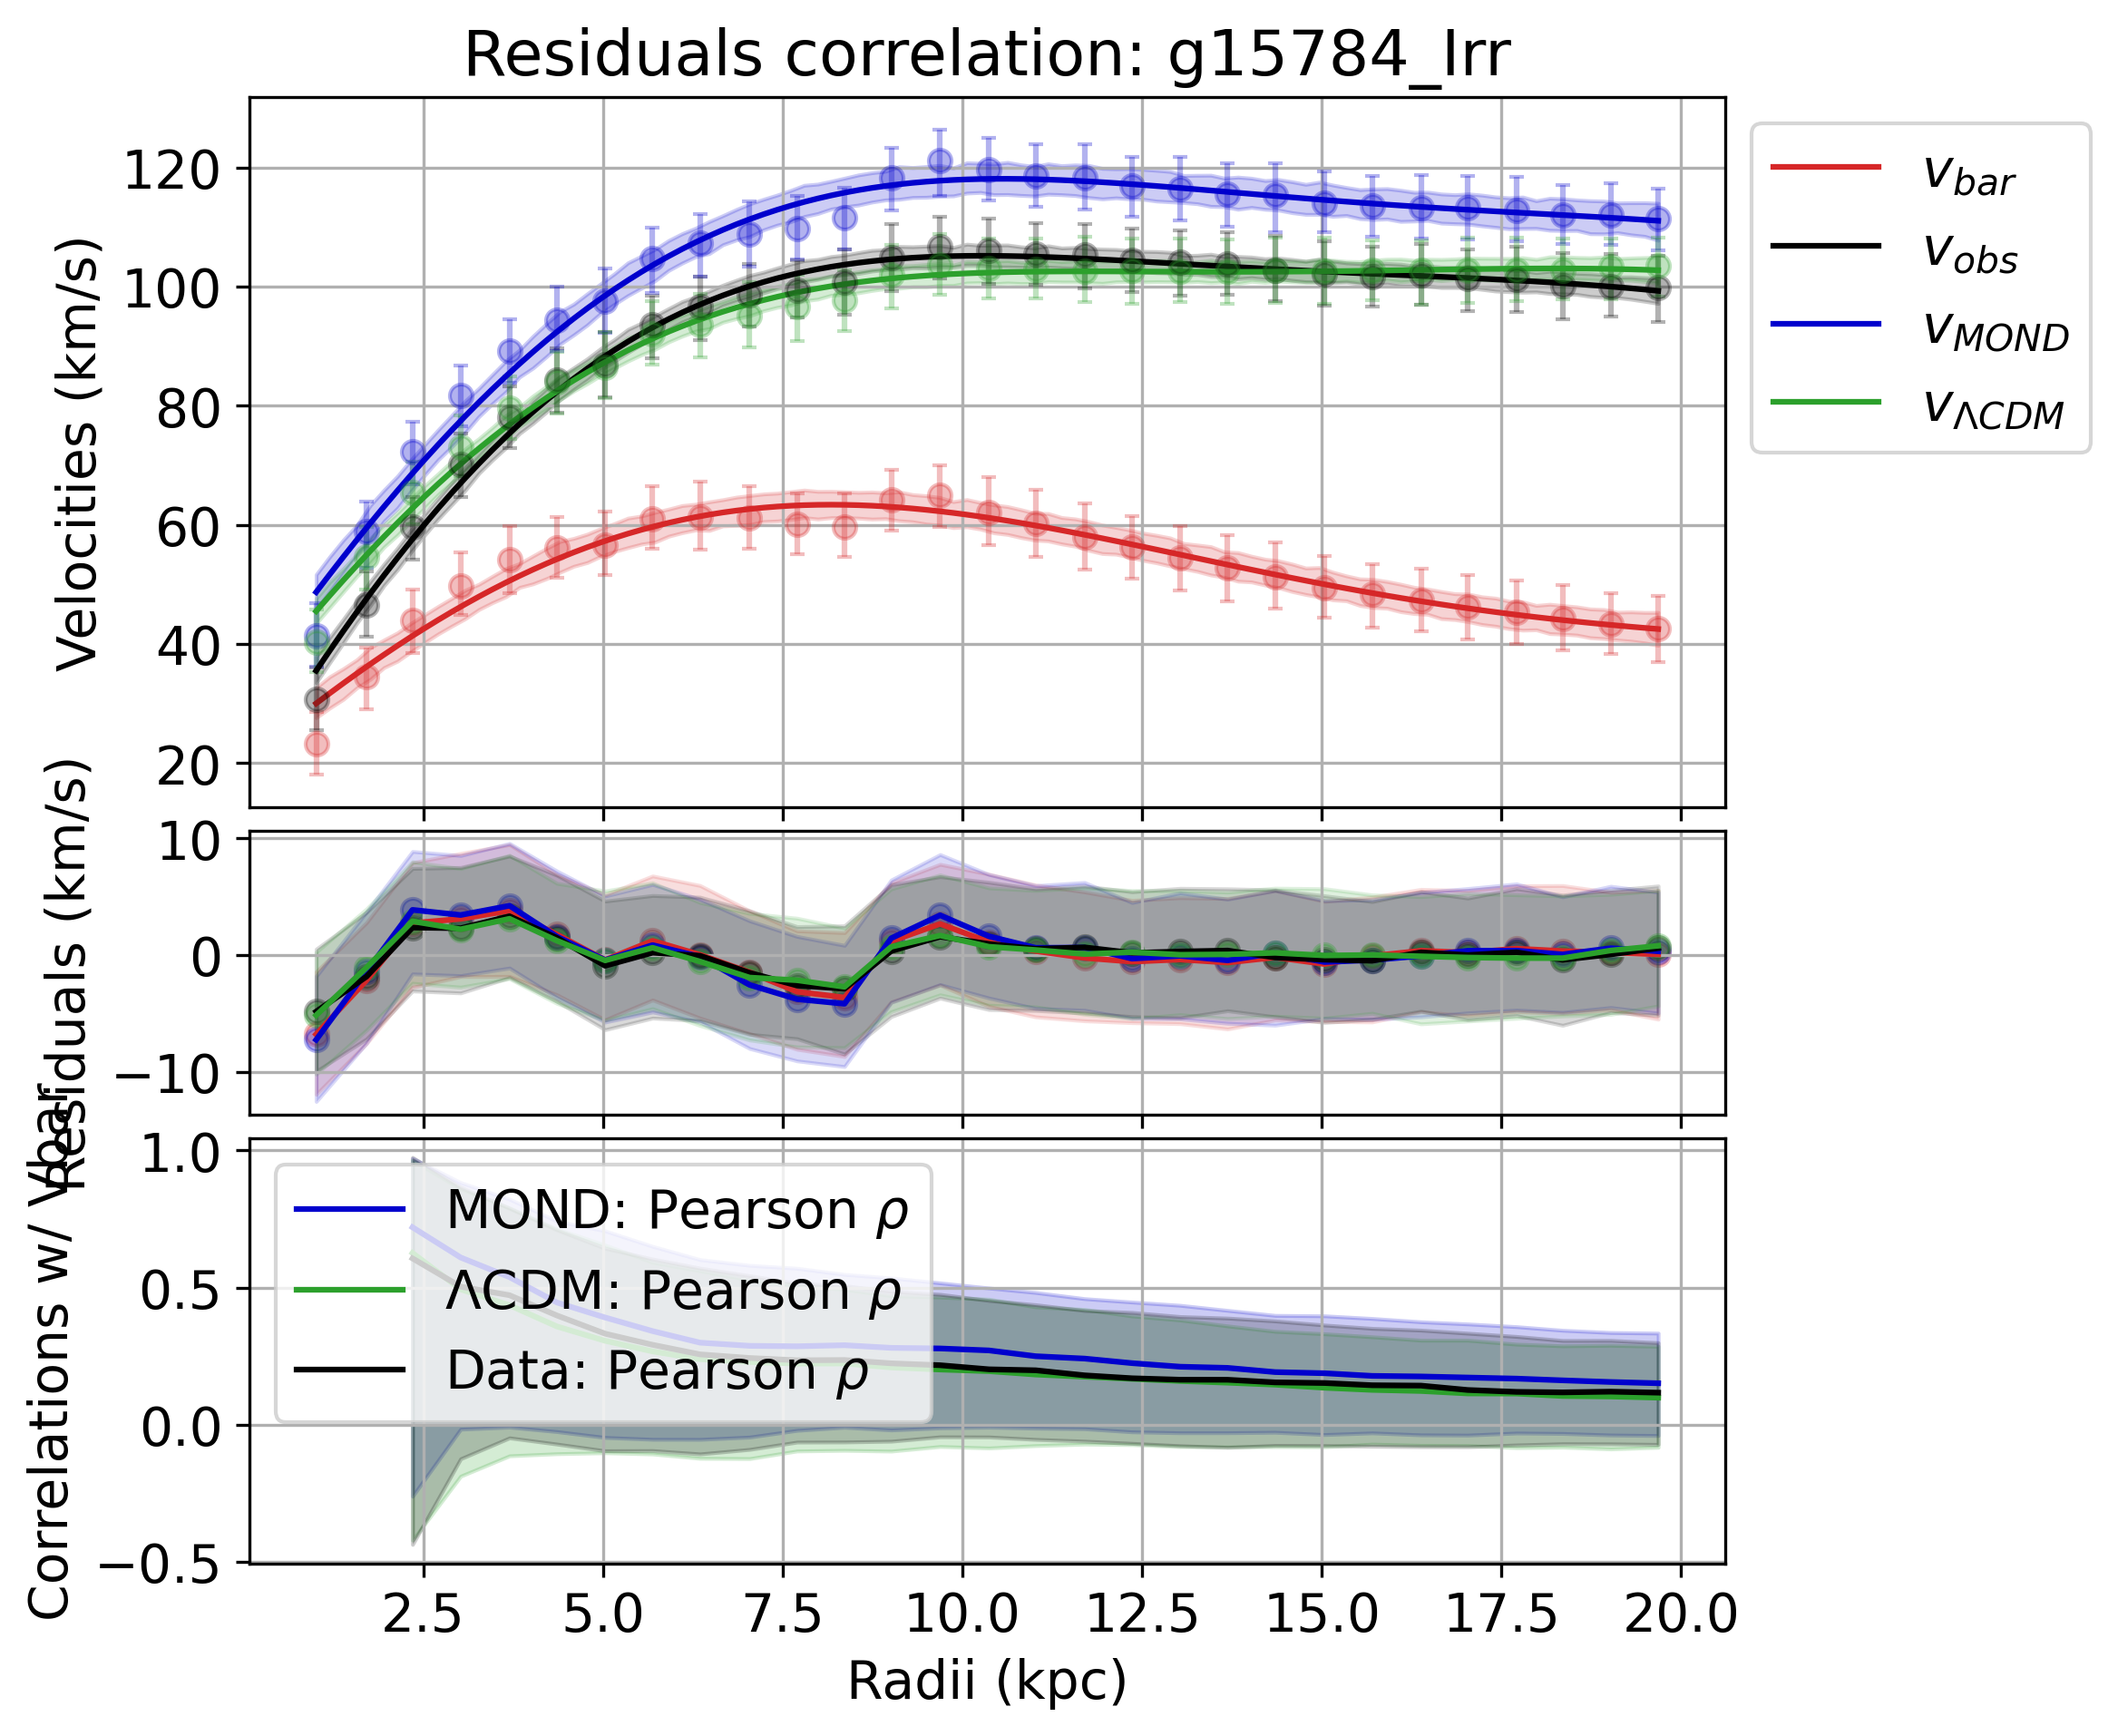 Residuals correlation: g15784_Irr
Velocities (km/s)
120
100
80
60
40
20
v_bar
v_obs
v_MOND
v_ΛCDM
Residuals (km/s)
10
0
−10
Correlations w/ Vbar
1.0
0.5
0.0
−0.5
MOND: Pearson ρ
ΛCDM: Pearson ρ
Data: Pearson ρ
2.5 5.0 7.5 10.0 12.5 15.0 17.5 20.0
Radii (kpc)